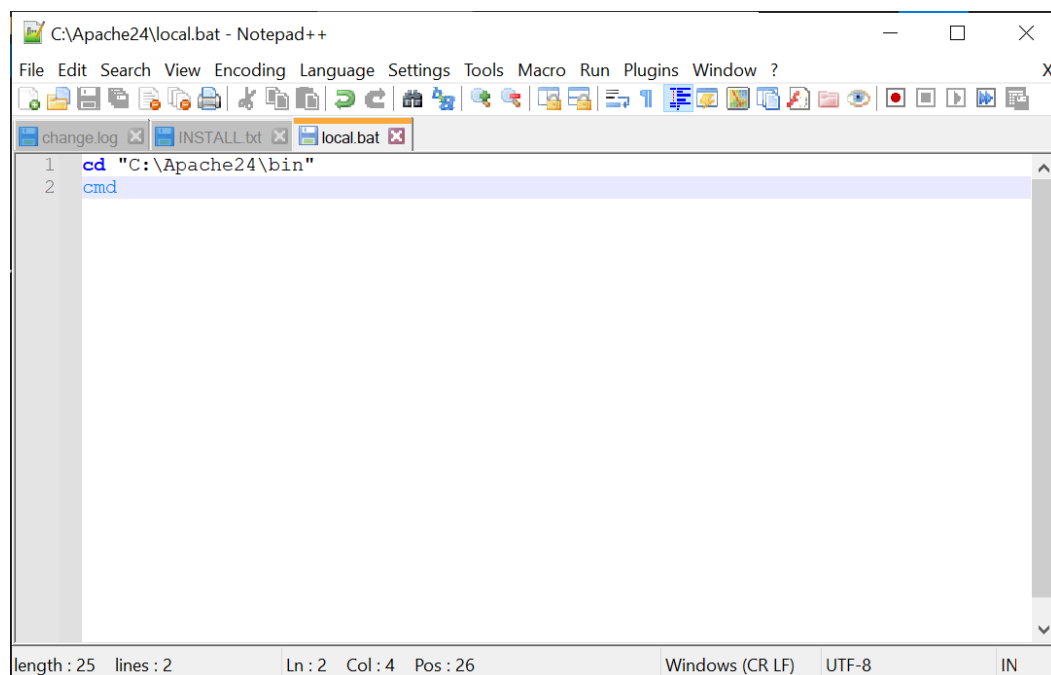 C:\Apache24\local.bat - Notepad++
File Edit Search View Encoding Language Settings Tools Macro Run Plugins Window ? X
change.log INSTALL.txt local.bat
1 cd "C:\Apache24\bin"
2 cmd
length : 25 lines : 2 Ln : 2 Col : 4 Pos : 26 Windows (CR LF) UTF-8 IN